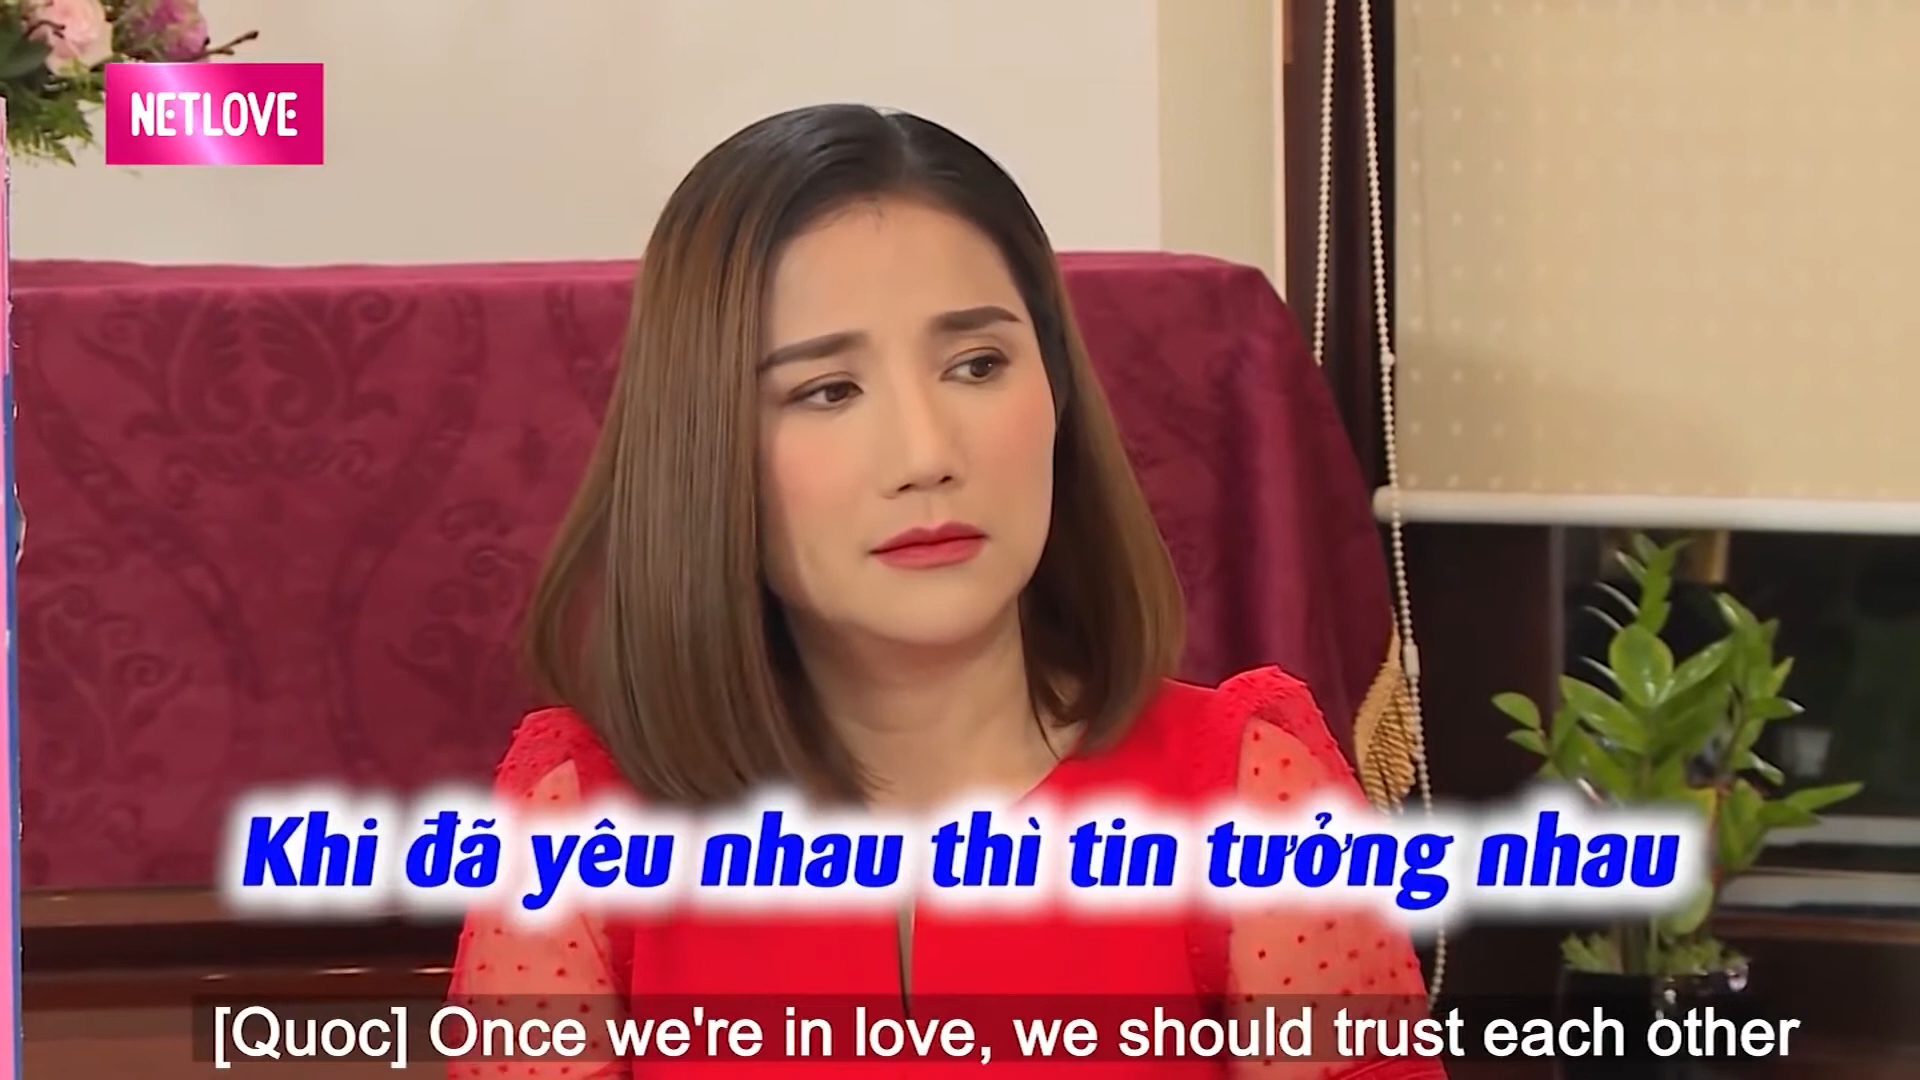 NETLOVE
Khi đã yêu nhau thì tin tưởng nhau
[Quoc] Once we're in love, we should trust each other